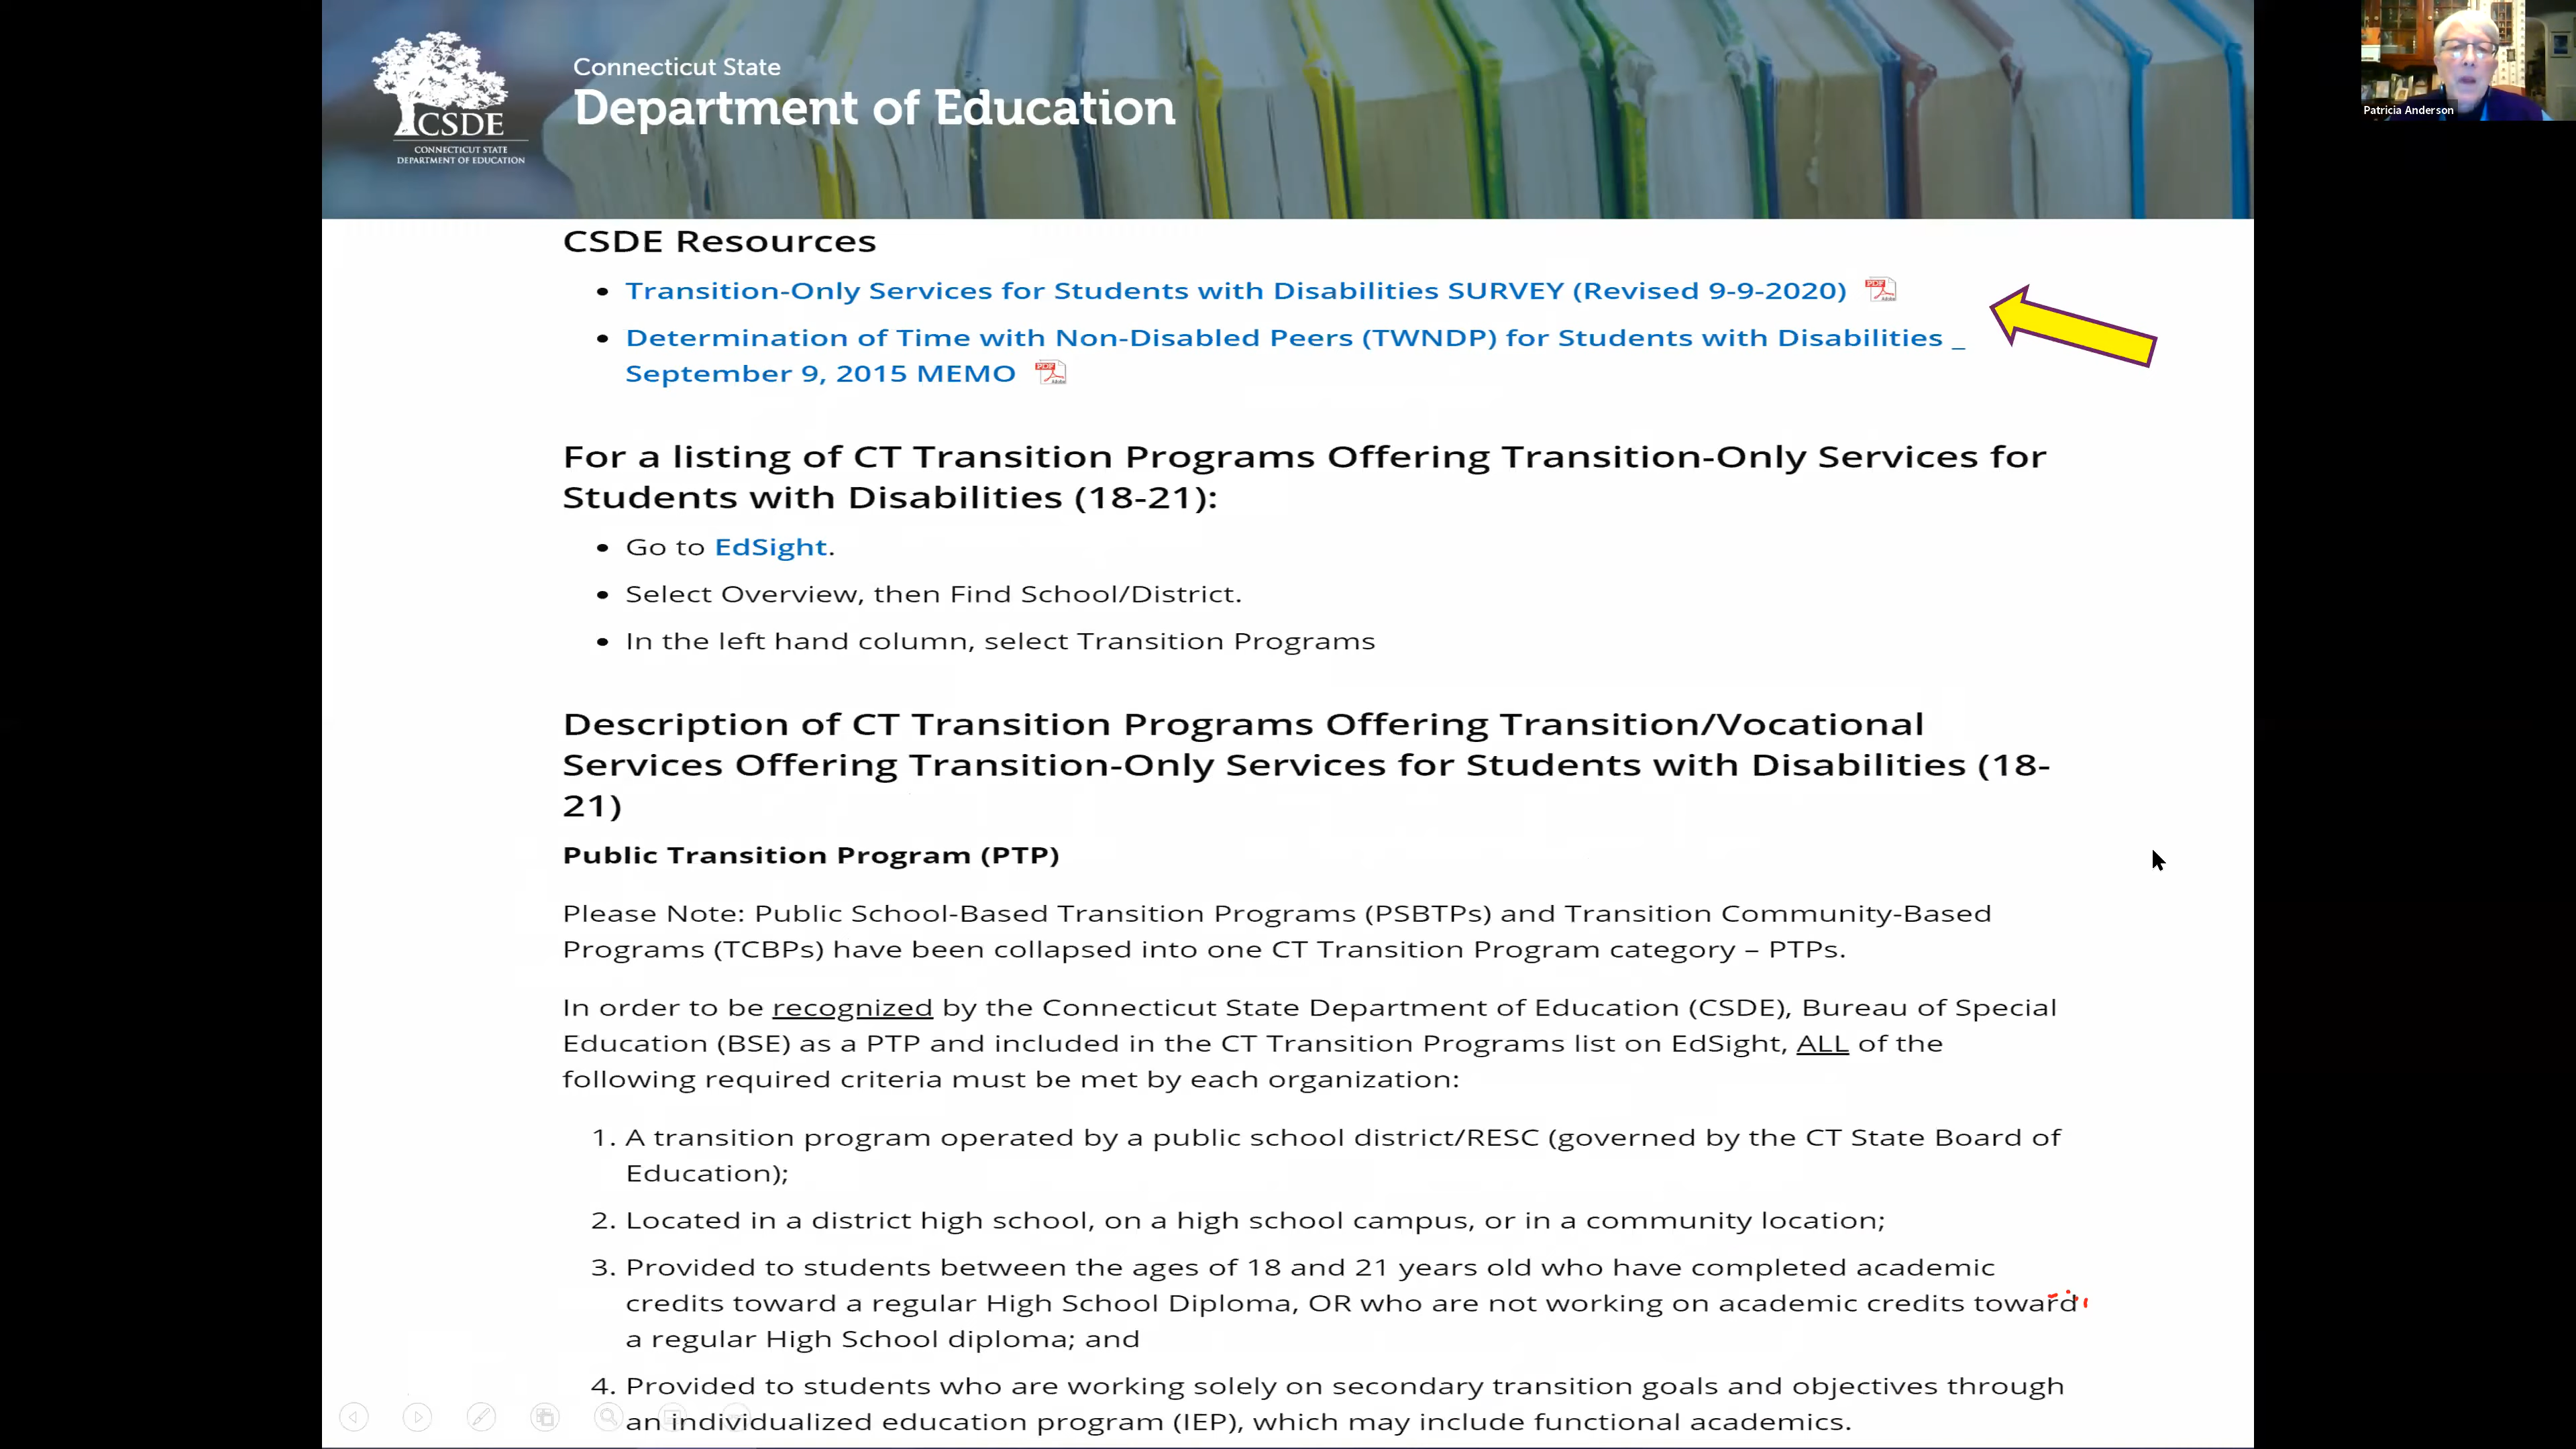 Connecticut State
Department of Education
CSDE
CONNECTICUT STATE
DEPARTMENT OF EDUCATION
Patricia Anderson
CSDE Resources
• Transition-Only Services for Students with Disabilities SURVEY (Revised 9-9-2020)
• Determination of Time with Non-Disabled Peers (TWNDP) for Students with Disabilities _
September 9, 2015 MEMO
For a listing of CT Transition Programs Offering Transition-Only Services for
Students with Disabilities (18-21):
• Go to EdSight.
• Select Overview, then Find School/District.
• In the left hand column, select Transition Programs
Description of CT Transition Programs Offering Transition/Vocational
Services Offering Transition-Only Services for Students with Disabilities (18-
21)
Public Transition Program (PTP)
Please Note: Public School-Based Transition Programs (PSBTPs) and Transition Community-Based
Programs (TCBPs) have been collapsed into one CT Transition Program category – PTPs.
In order to be recognized by the Connecticut State Department of Education (CSDE), Bureau of Special
Education (BSE) as a PTP and included in the CT Transition Programs list on EdSight, ALL of the
following required criteria must be met by each organization:
1. A transition program operated by a public school district/RESC (governed by the CT State Board of
Education);
2. Located in a district high school, on a high school campus, or in a community location;
3. Provided to students between the ages of 18 and 21 years old who have completed academic
credits toward a regular High School Diploma, OR who are not working on academic credits toward
a regular High School diploma; and
4. Provided to students who are working solely on secondary transition goals and objectives through
an individualized education program (IEP), which may include functional academics.